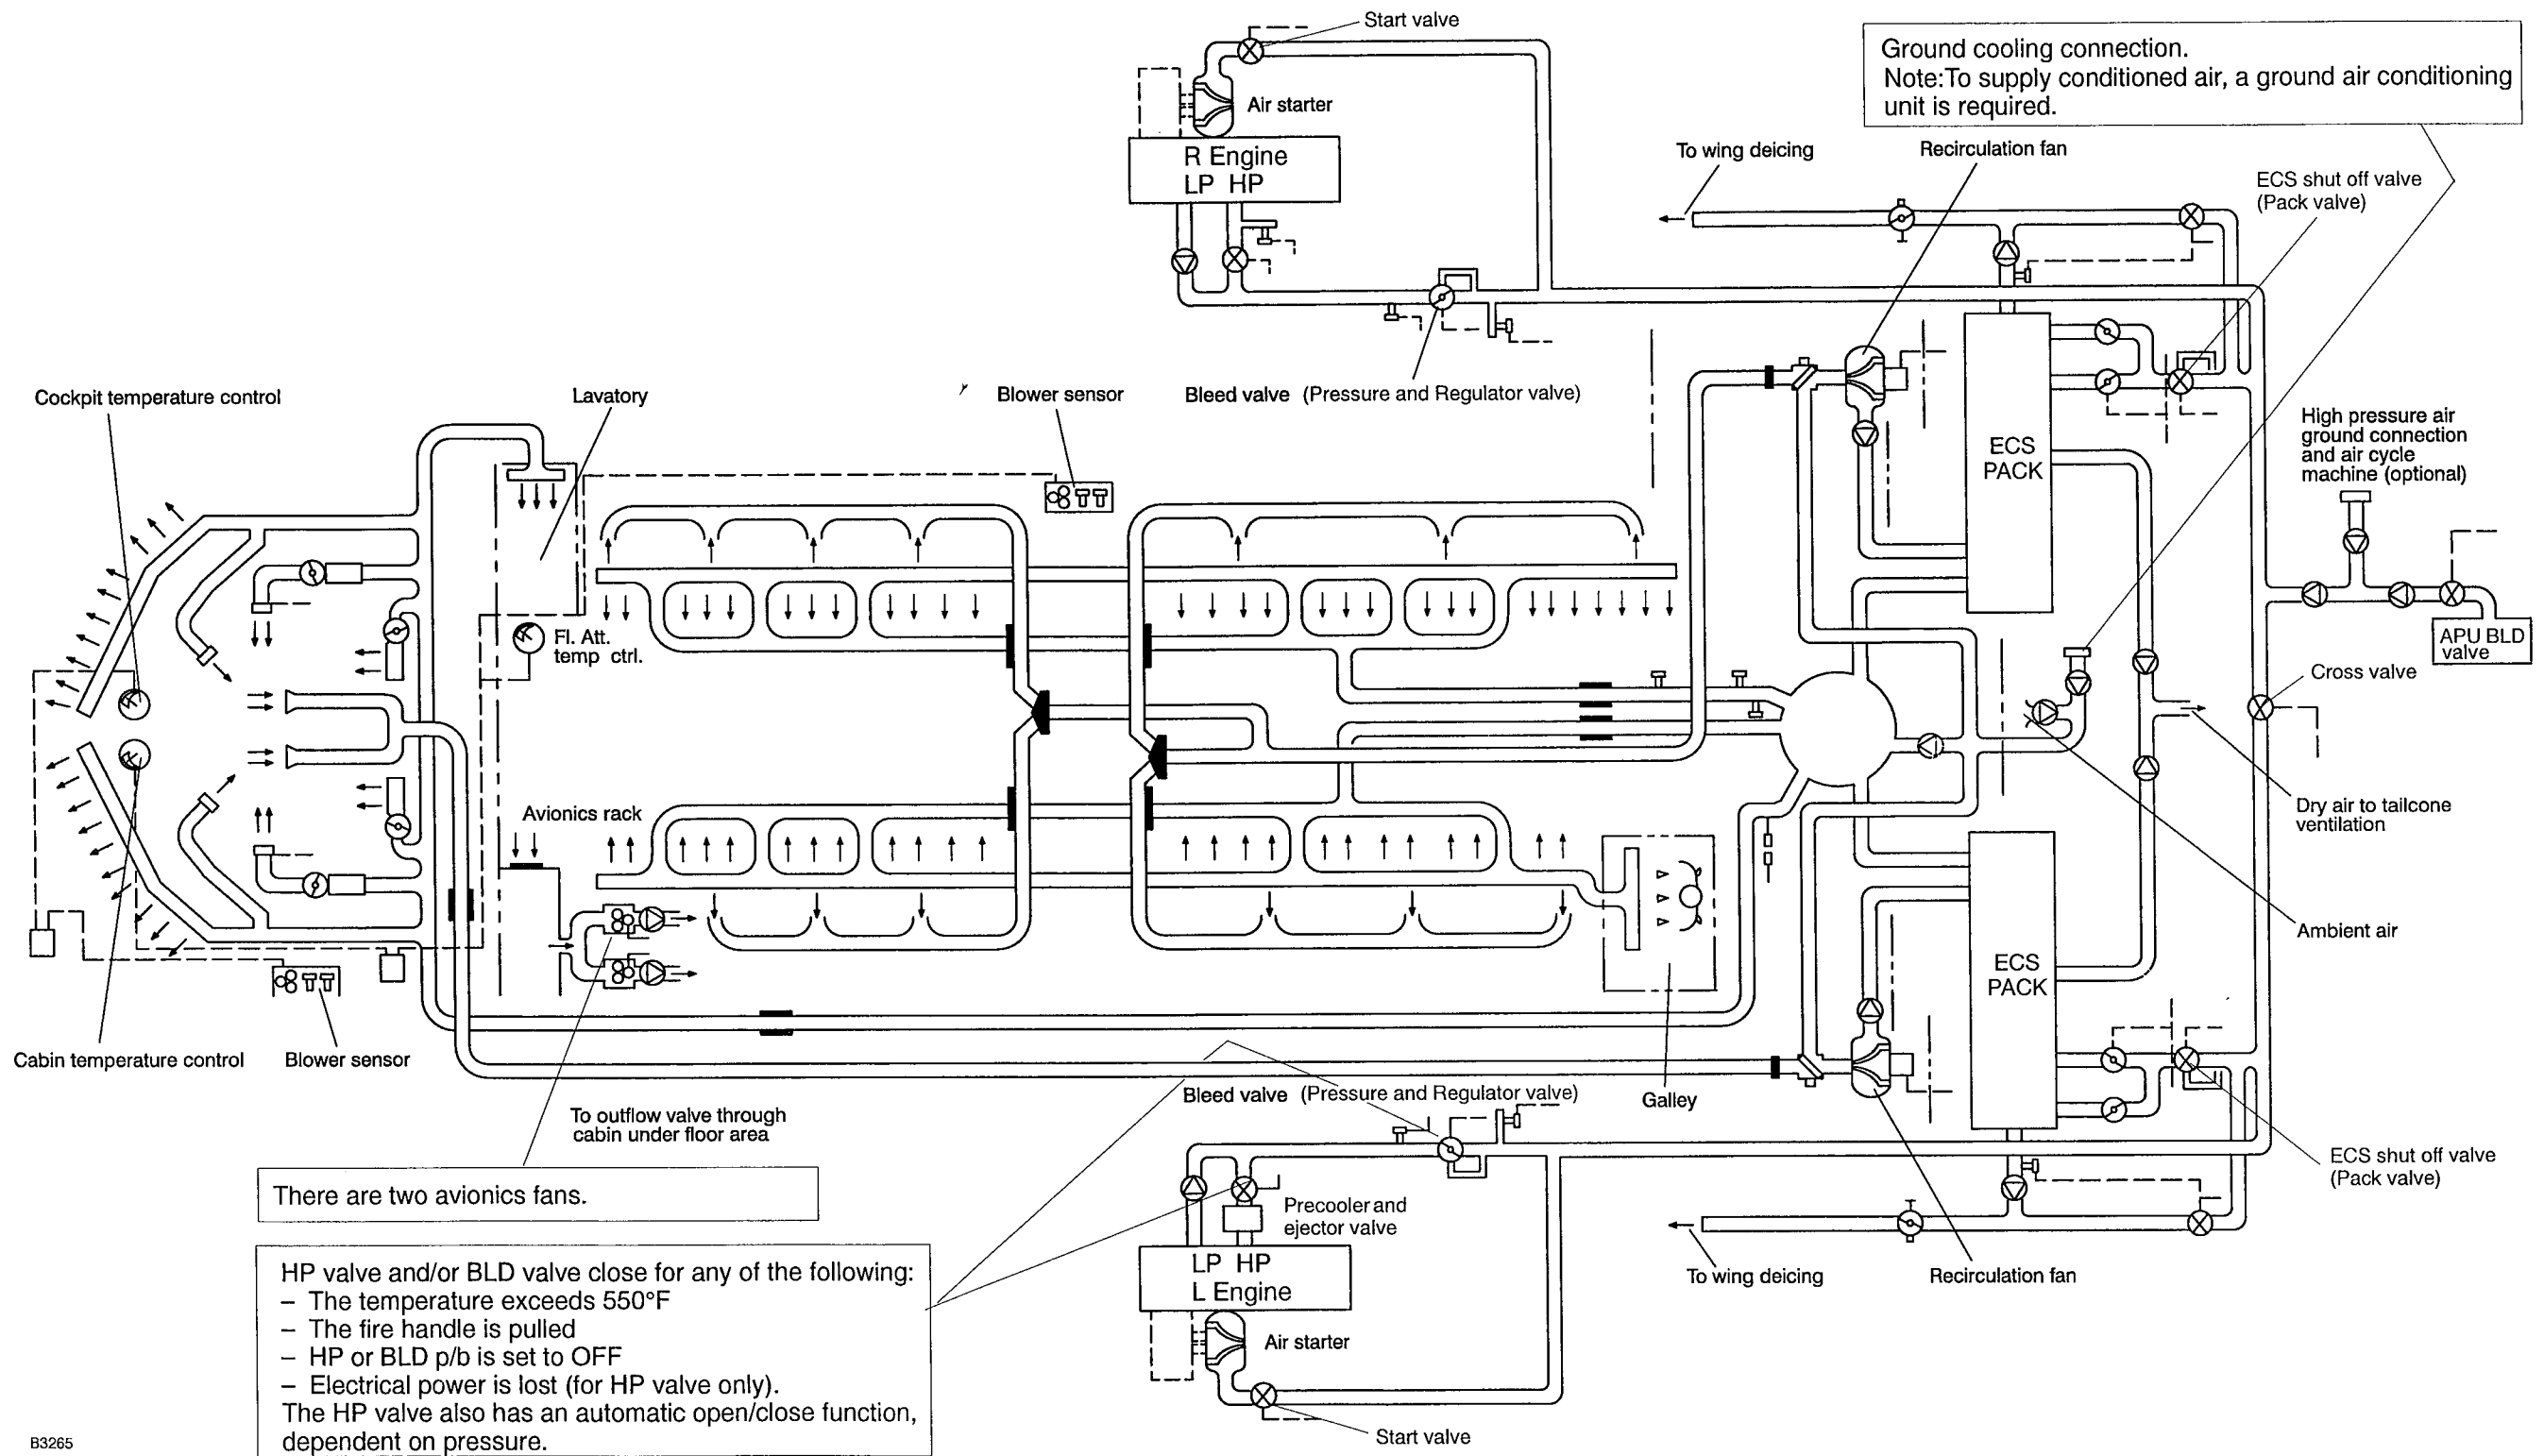 Start valve
Ground cooling connection.
Note:To supply conditioned air, a ground air conditioning
unit is required.
Air starter
R Engine
LP HP
To wing deicing
Recirculation fan
ECS shut off valve
(Pack valve)
Cockpit temperature control
Lavatory
Blower sensor
Bleed valve (Pressure and Regulator valve)
High pressure air
ground connection
and air cycle
machine (optional)
ECS
PACK
Fl. Att.
temp ctrl.
APU BLD
valve
Cross valve
Avionics rack
Dry air to tailcone
ventilation
Ambient air
ECS
PACK
Cabin temperature control
Blower sensor
To outflow valve through
cabin under floor area
Bleed valve (Pressure and Regulator valve)
Galley
ECS shut off valve
(Pack valve)
There are two avionics fans.
Precooler and
ejector valve
LP HP
L Engine
To wing deicing
Recirculation fan
HP valve and/or BLD valve close for any of the following:
– The temperature exceeds 550°F
– The fire handle is pulled
– HP or BLD p/b is set to OFF
– Electrical power is lost (for HP valve only).
The HP valve also has an automatic open/close function,
dependent on pressure.
Air starter
Start valve
B3265